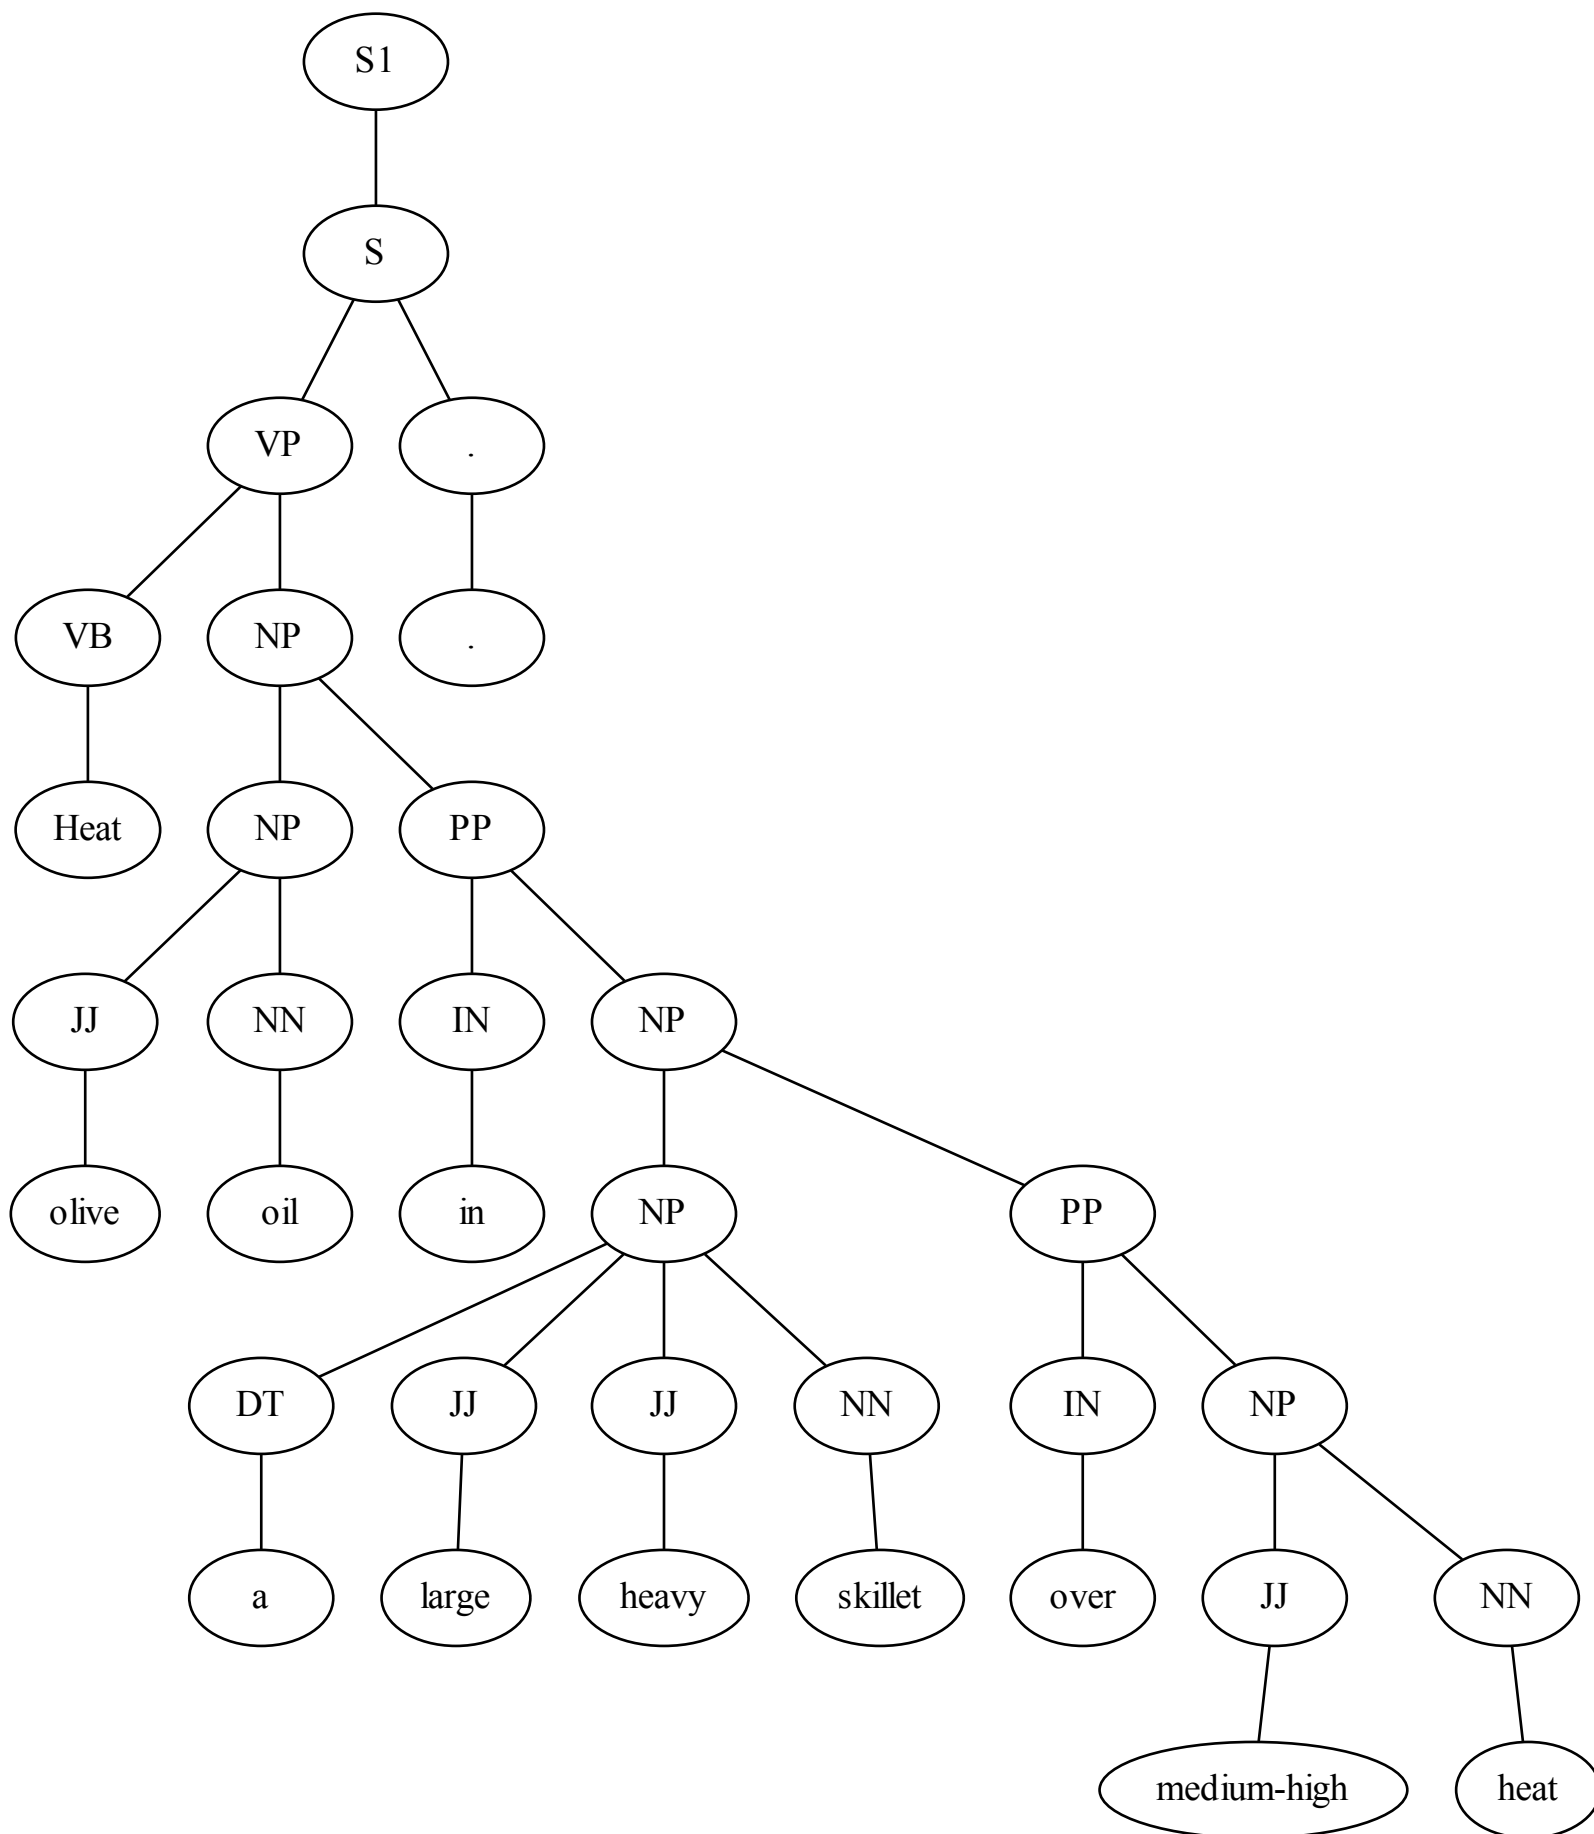 S1
S
VP .
VB NP .
Heat NP PP
JJ NN IN NP
olive oil in NP PP
DT JJ JJ NN IN NP
a large heavy skillet over JJ NN
medium-high heat